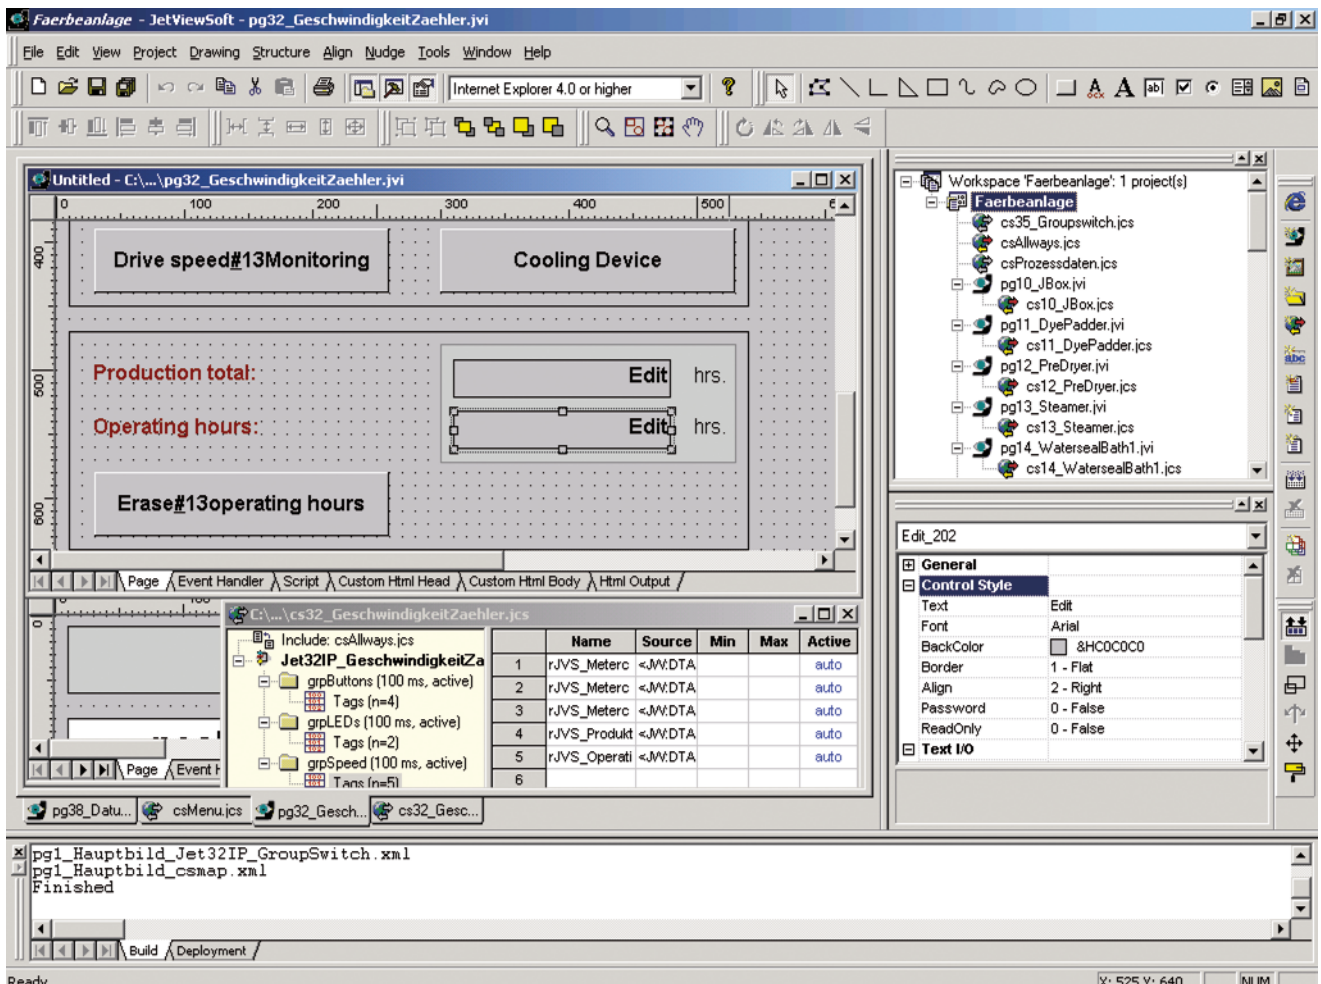 Faerbeanlage - JetViewSoft - pg32_GeschwindigkeitZaehler.jvi
File Edit View Project Drawing Structure Align Nudge Tools Window Help
Internet Explorer 4.0 or higher
Untitled - C:\...\pg32_GeschwindigkeitZaehler.jvi
0 100 200 300 400 500
400
500
600
Drive speed#13Monitoring
Cooling Device
Production total:
Edit
hrs.
Operating hours:
Edit
hrs.
Erase#13operating hours
Page Event Handler Script Custom Html Head Custom Html Body Html Output
Workspace 'Faerbeanlage': 1 project(s)
Faerbeanlage
cs35_Groupswitch.jcs
csAllways.jcs
csProzessdaten.jcs
pg10_JBox.jvi
cs10_JBox.jcs
pg11_DyePadder.jvi
cs11_DyePadder.jcs
pg12_PreDryer.jvi
cs12_PreDryer.jcs
pg13_Steamer.jvi
cs13_Steamer.jcs
pg14_WatersealBath1.jvi
cs14_WatersealBath1.jcs
Edit_202
General
Control Style
Text Edit
Font Arial
BackColor &HC0C0C0
Border 1 - Flat
Align 2 - Right
Password 0 - False
ReadOnly 0 - False
Text I/O
0 100
0
Page Event H
C:\...\cs32_GeschwindigkeitZaehler.jcs
Include: csAllways.jcs
Jet32IP_GeschwindigkeitZa
grpButtons (100 ms, active)
Tags (n=4)
grpLEDs (100 ms, active)
Tags (n=2)
grpSpeed (100 ms, active)
Tags (n=5)
Name Source Min Max Active
1 rJVS_Meterc <JW:DTA auto
2 rJVS_Meterc <JW:DTA auto
3 rJVS_Meterc <JW:DTA auto
4 rJVS_Produkt <JW:DTA auto
5 rJVS_Operati <JW:DTA auto
6
pg38_Datu... csMenu.jcs pg32_Gesch... cs32_Gesc...
pg1_Hauptbild_Jet32IP_GroupSwitch.xml
pg1_Hauptbild_csmap.xml
Finished
Build Deployment
Ready
X: 525 Y: 640 NUM